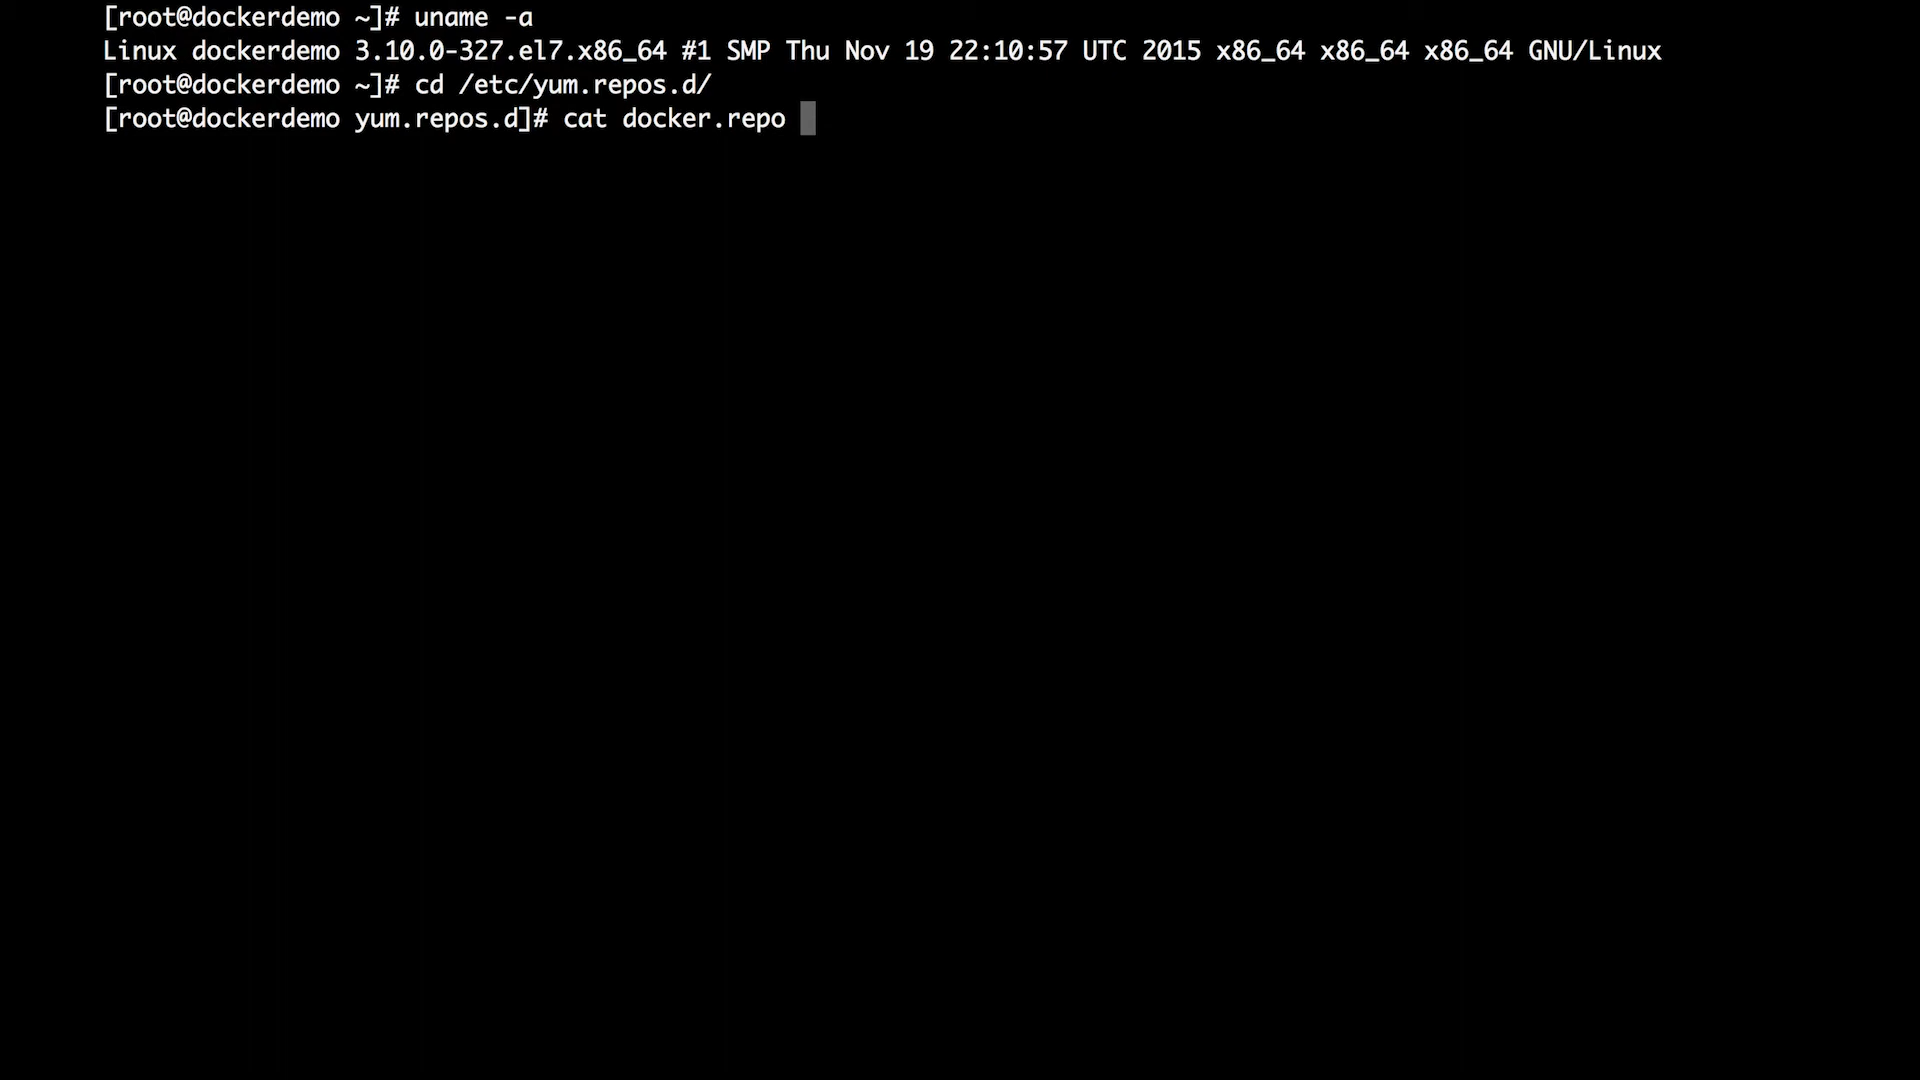 [root@dockerdemo ~]# uname -a
Linux dockerdemo 3.10.0-327.el7.x86_64 #1 SMP Thu Nov 19 22:10:57 UTC 2015 x86_64 x86_64 x86_64 GNU/Linux
[root@dockerdemo ~]# cd /etc/yum.repos.d/
[root@dockerdemo yum.repos.d]# cat docker.repo